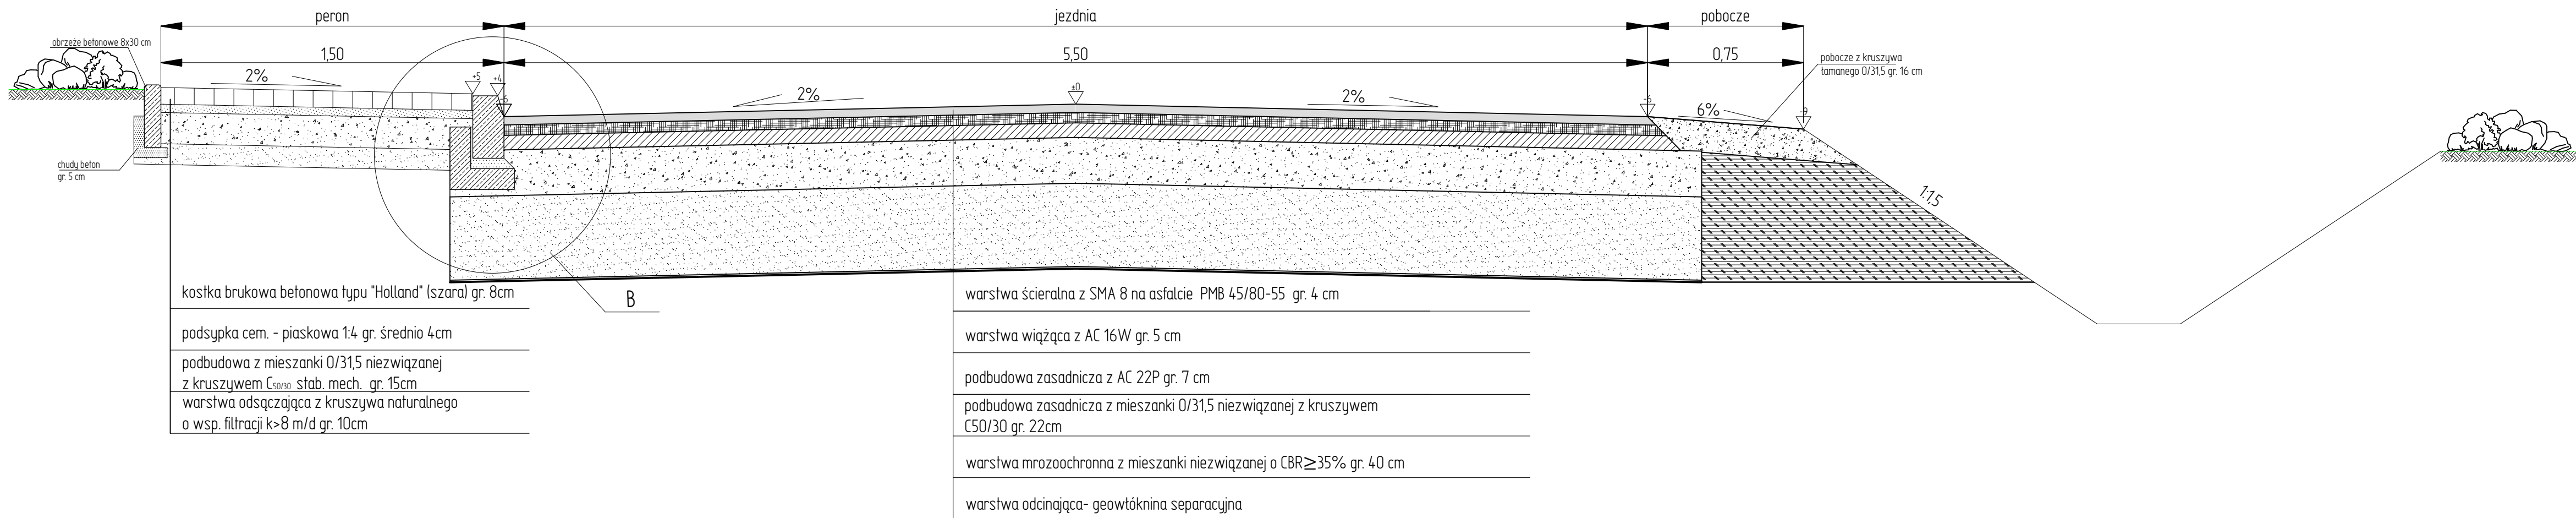 peron
jezdnia
pobocze
obrzeże betonowe 8x30 cm
1,50
5,50
0,75
pobocze z kruszywa
łamanego 0/31,5 gr. 16 cm
2%
+5
+4
-6
2%
±0
2%
-6
6%
-9
chudy beton
gr. 5 cm
1:1,5
B
kostka brukowa betonowa typu "Holland" (szara) gr. 8cm
podsypka cem. - piaskowa 1:4 gr. średnio 4cm
podbudowa z mieszanki 0/31,5 niezwiązanej
z kruszywem C50/30 stab. mech. gr. 15cm
warstwa odsączająca z kruszywa naturalnego
o wsp. filtracji k>8 m/d gr. 10cm
warstwa ścieralna z SMA 8 na asfalcie PMB 45/80-55 gr. 4 cm
warstwa wiążąca z AC 16W gr. 5 cm
podbudowa zasadnicza z AC 22P gr. 7 cm
podbudowa zasadnicza z mieszanki 0/31,5 niezwiązanej z kruszywem
C50/30 gr. 22cm
warstwa mrozoochronna z mieszanki niezwiązanej o CBR≥35% gr. 40 cm
warstwa odcinająca- geowłóknina separacyjna